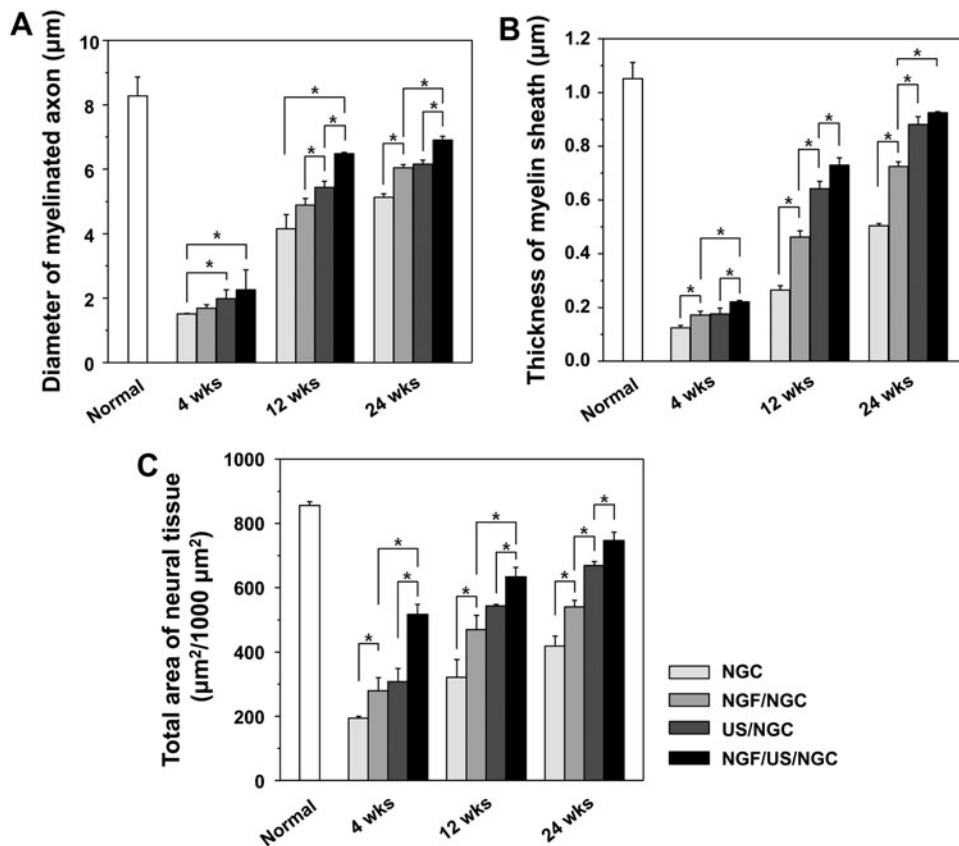 A
Diameter of myelinated axon (µm)
10
8
6
4
2
0
* * * * * * * *
Normal
4 wks
12 wks
24 wks
B
Thickness of myelin sheath (µm)
1.2
1.0
0.8
0.6
0.4
0.2
0.0
* * * * * * * * *
Normal
4 wks
12 wks
24 wks
C
Total area of neural tissue
(µm²/1000 µm²)
1000
800
600
400
200
0
* * * * * * * * *
Normal
4 wks
12 wks
24 wks
NGC
NGF/NGC
US/NGC
NGF/US/NGC